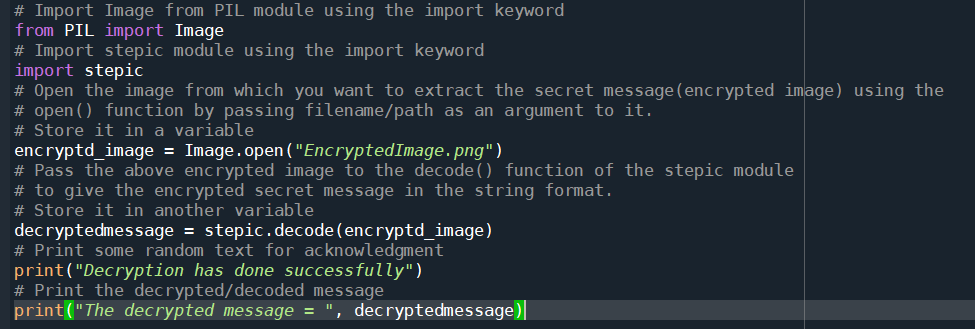 # Import Image from PIL module using the import keyword
from PIL import Image
# Import stepic module using the import keyword
import stepic
# Open the image from which you want to extract the secret message(encrypted image) using the
# open() function by passing filename/path as an argument to it.
# Store it in a variable
encryptd_image = Image.open("EncryptedImage.png")
# Pass the above encrypted image to the decode() function of the stepic module
# to give the encrypted secret message in the string format.
# Store it in another variable
decryptedmessage = stepic.decode(encryptd_image)
# Print some random text for acknowledgment
print("Decryption has done successfully")
# Print the decrypted/decoded message
print("The decrypted message = ", decryptedmessage)